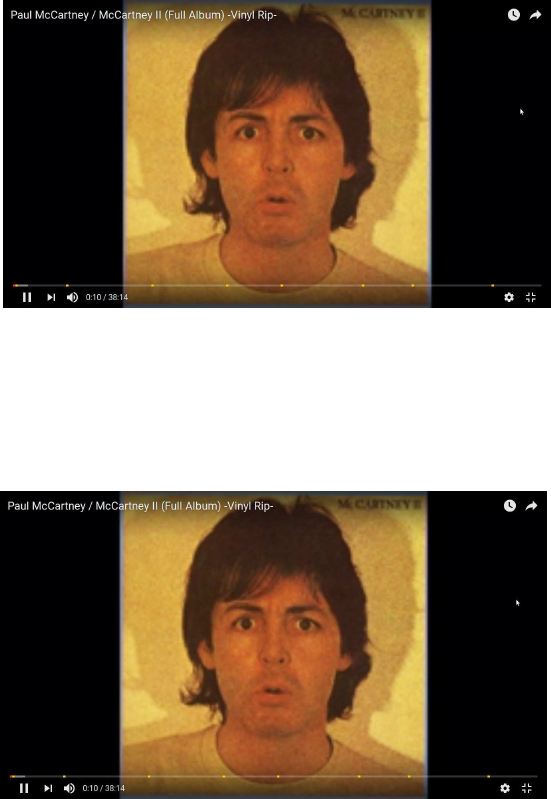 Paul McCartney / McCartney II (Full Album) -Vinyl Rip-
McCARTNEY II
0:10 / 38:14
Paul McCartney / McCartney II (Full Album) -Vinyl Rip-
McCARTNEY II
0:10 / 38:14